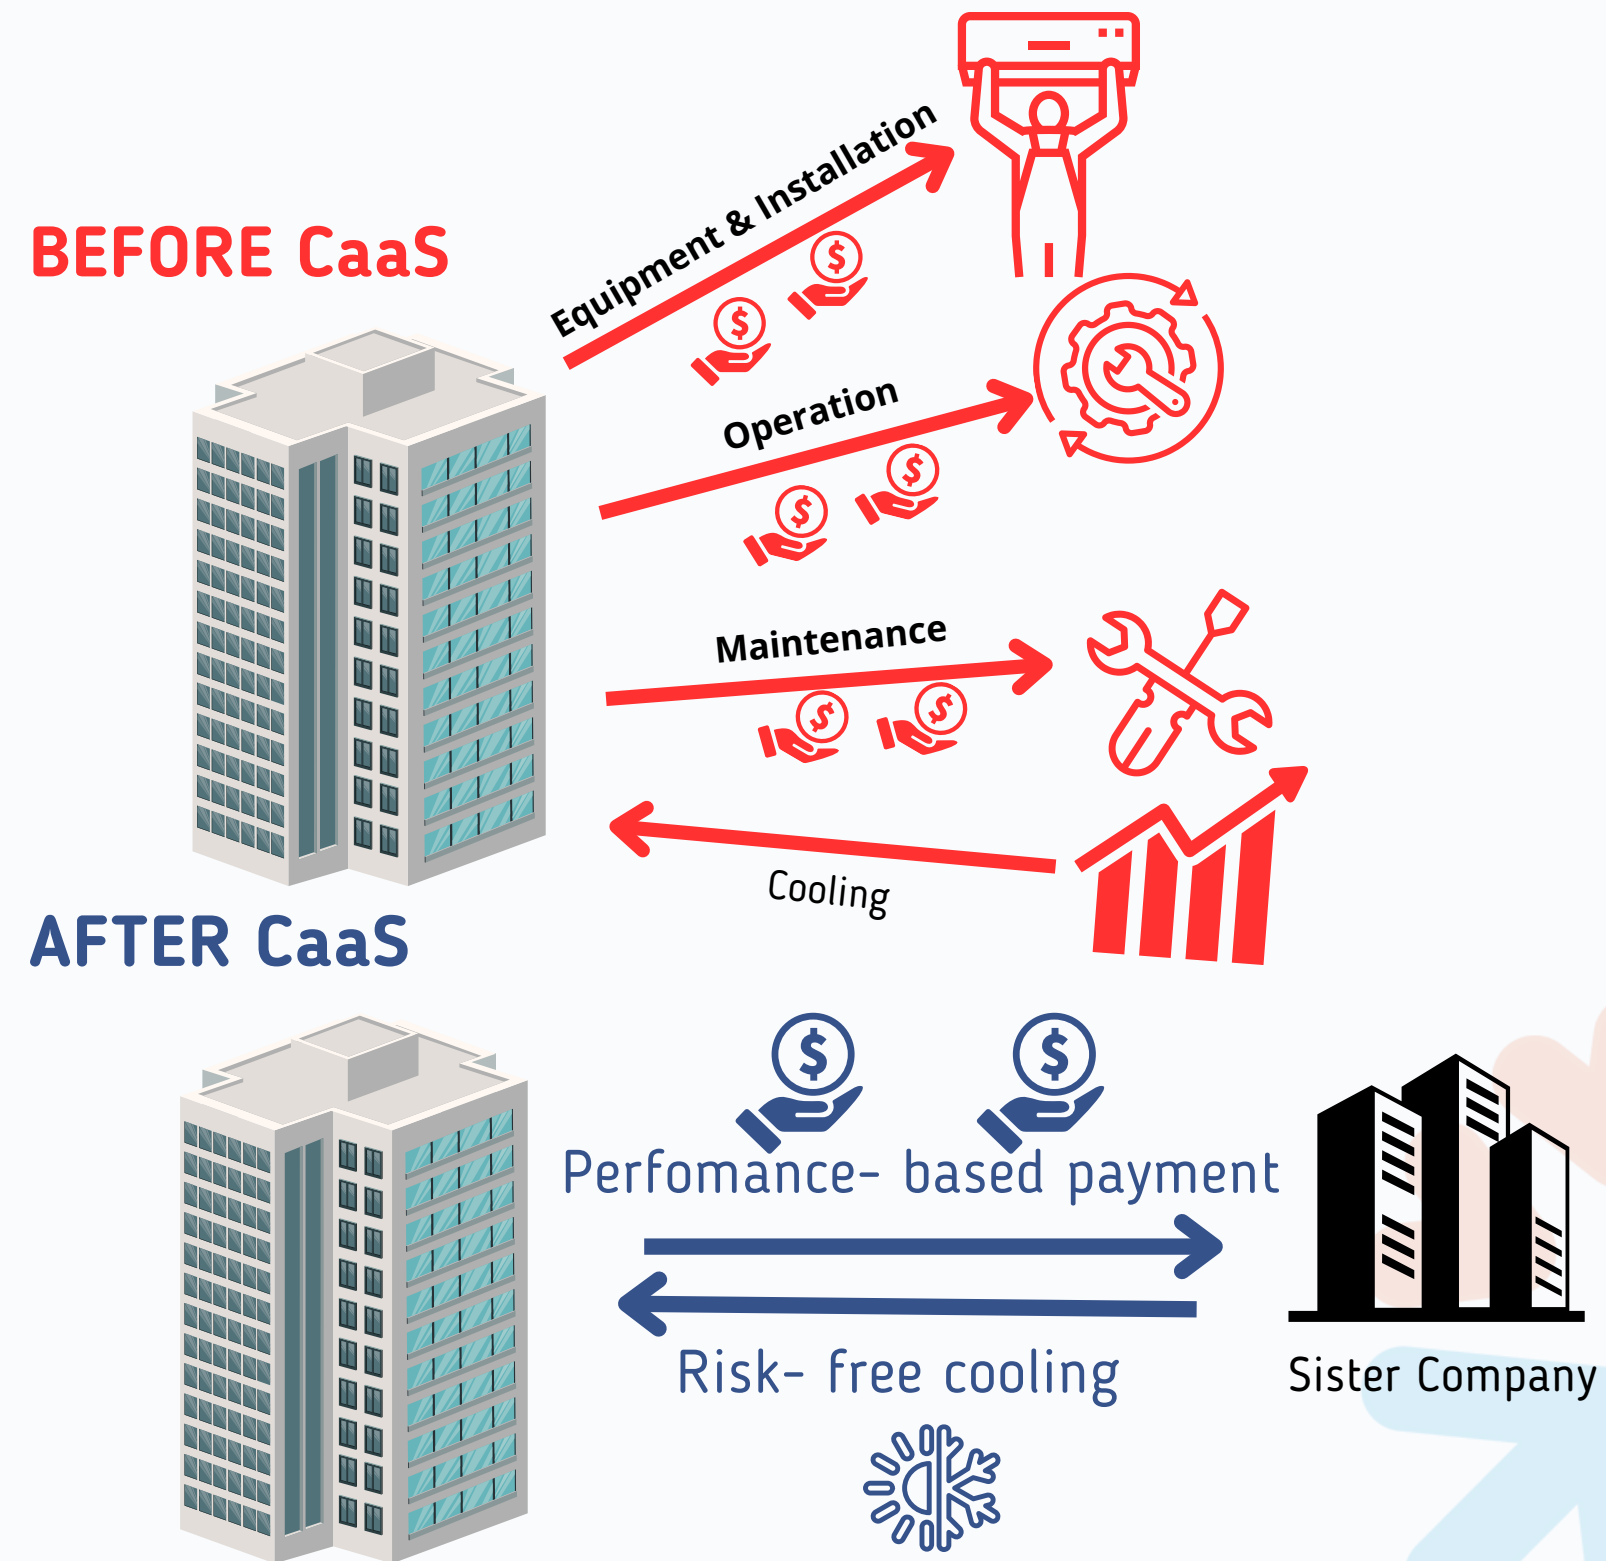 BEFORE CaaS
Equipment & Installation
Operation
Maintenance
Cooling
AFTER CaaS
Perfomance- based payment
Risk- free cooling
Sister Company